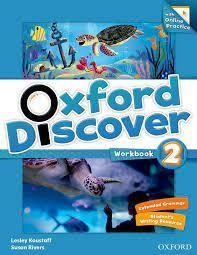 with
Online
Practice
Oxford
Discover
Workbook 2
Extended Grammar
Student's
Writing Resource
Lesley Koustaff
Susan Rivers
OXFORD